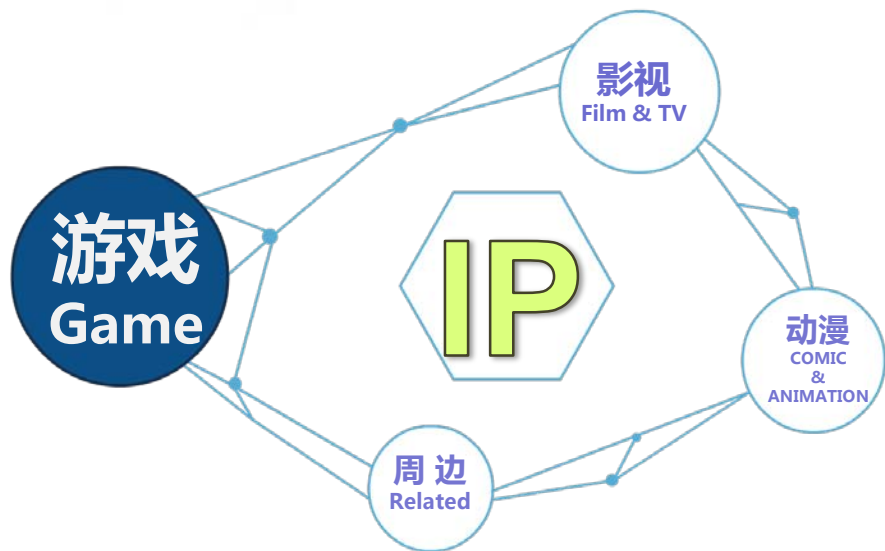 影视
Film & TV
游戏
Game
IP
动漫
COMIC
&
ANIMATION
周 边
Related